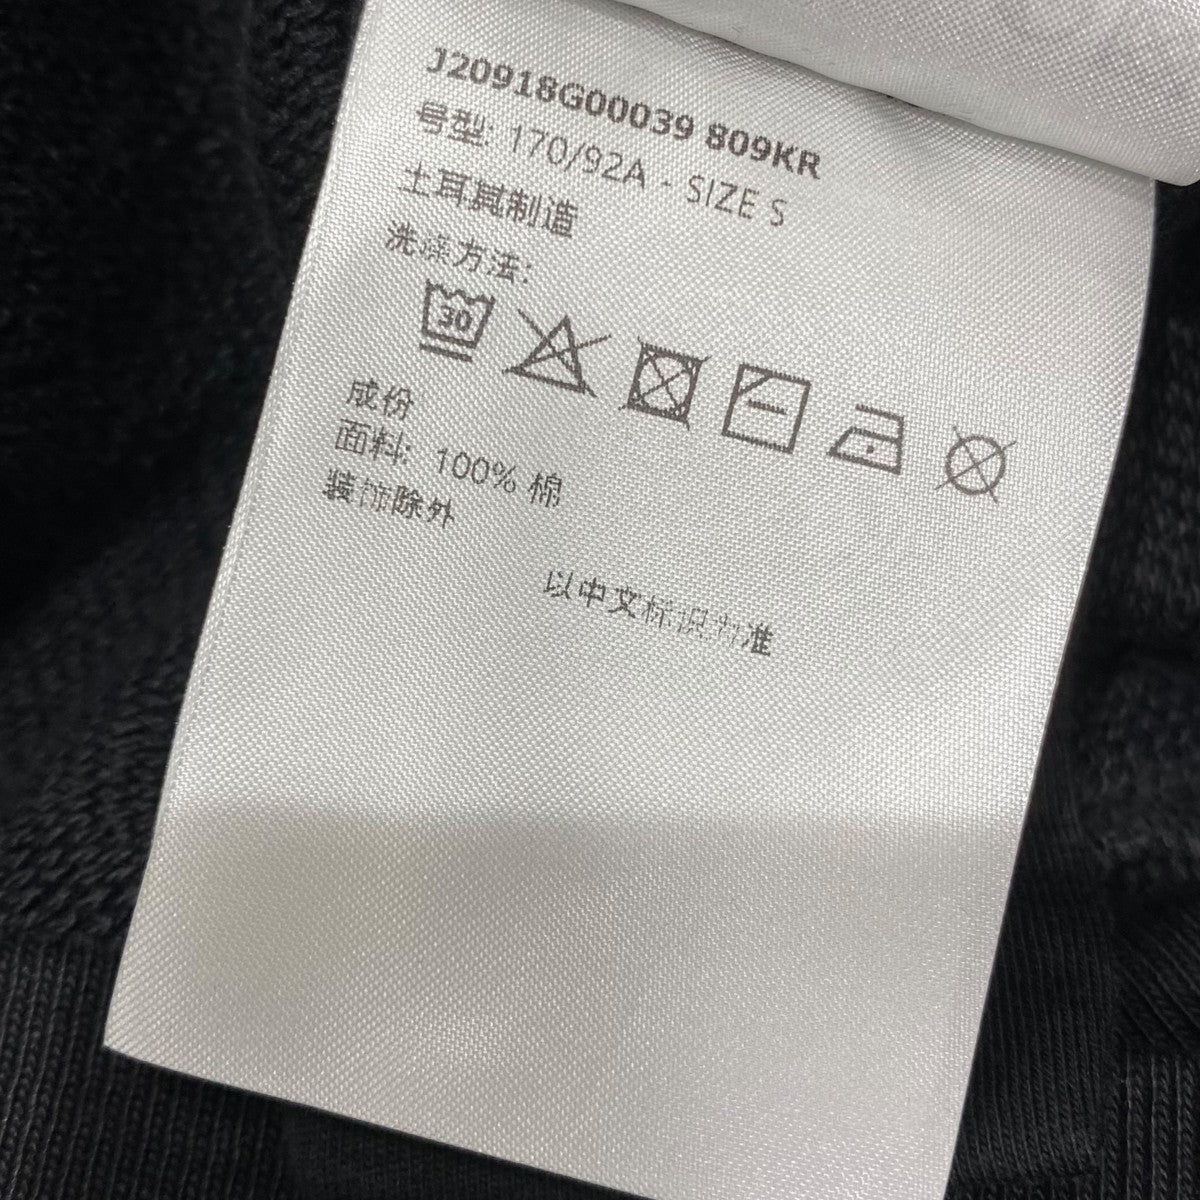 J20918G00039 809KR
号型: 170/92A - SIZE S
土耳其制造
洗涤方法:
30
成份
面料: 100% 棉
装饰除外
以中文标识为准